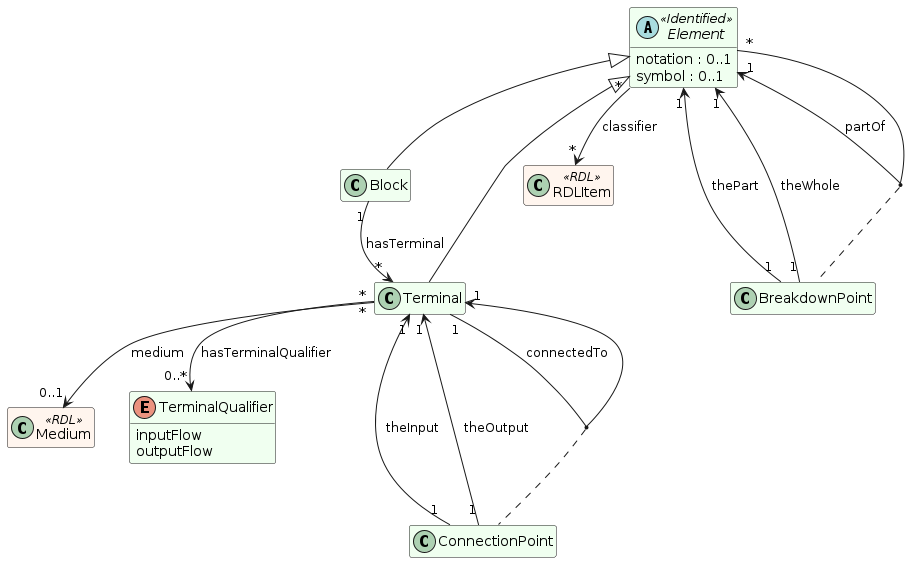 A «Identified»
Element
notation : 0..1
symbol : 0..1
*
1
*
1
1
classifier
partOf
*
C «RDL»
RDLItem
C Block
thePart
theWhole
1
hasTerminal
*
1
1
C Terminal
1
C BreakdownPoint
*
*
1
1
1
medium
hasTerminalQualifier
connectedTo
0..1
0..*
C «RDL»
Medium
E TerminalQualifier
inputFlow
outputFlow
theInput
theOutput
1
1
C ConnectionPoint